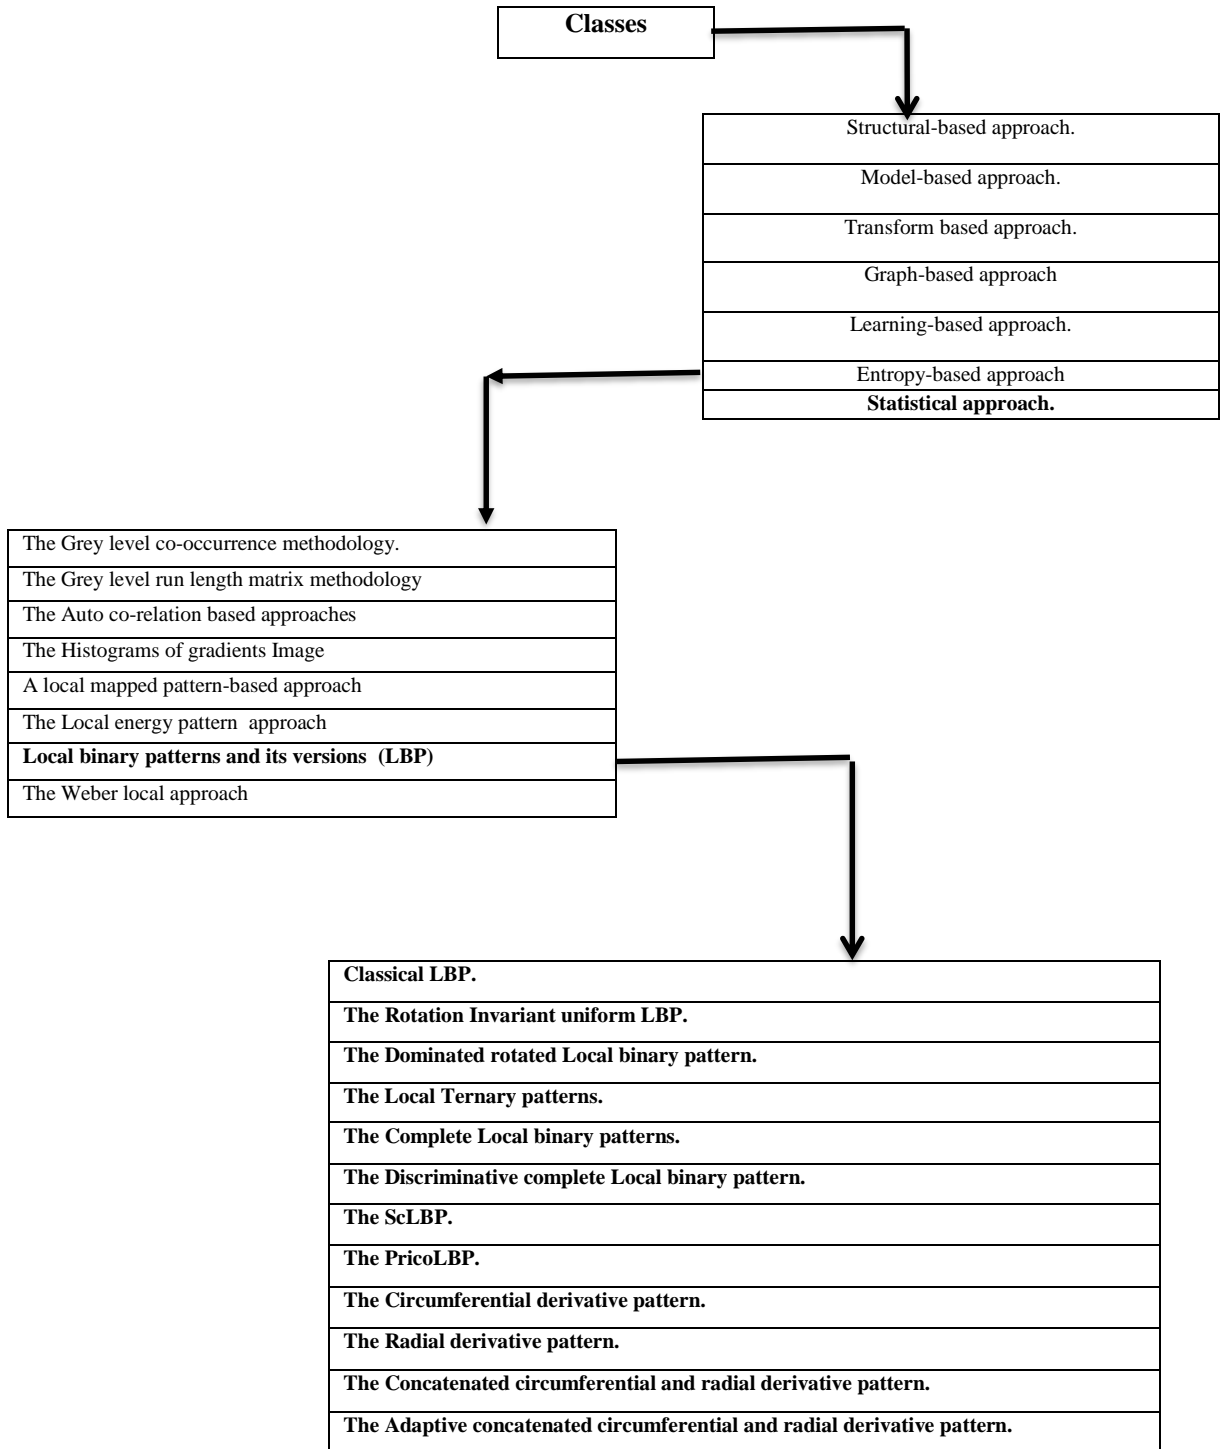 Classes
Structural-based approach.
Model-based approach.
Transform based approach.
Graph-based approach
Learning-based approach.
Entropy-based approach
Statistical approach.
The Grey level co-occurrence methodology.
The Grey level run length matrix methodology
The Auto co-relation based approaches
The Histograms of gradients Image
A local mapped pattern-based approach
The Local energy pattern  approach
Local binary patterns and its versions  (LBP)
The Weber local approach
Classical LBP.
The Rotation Invariant uniform LBP.
The Dominated rotated Local binary pattern.
The Local Ternary patterns.
The Complete Local binary patterns.
The Discriminative complete Local binary pattern.
The ScLBP.
The PricoLBP.
The Circumferential derivative pattern.
The Radial derivative pattern.
The Concatenated circumferential and radial derivative pattern.
The Adaptive concatenated circumferential and radial derivative pattern.